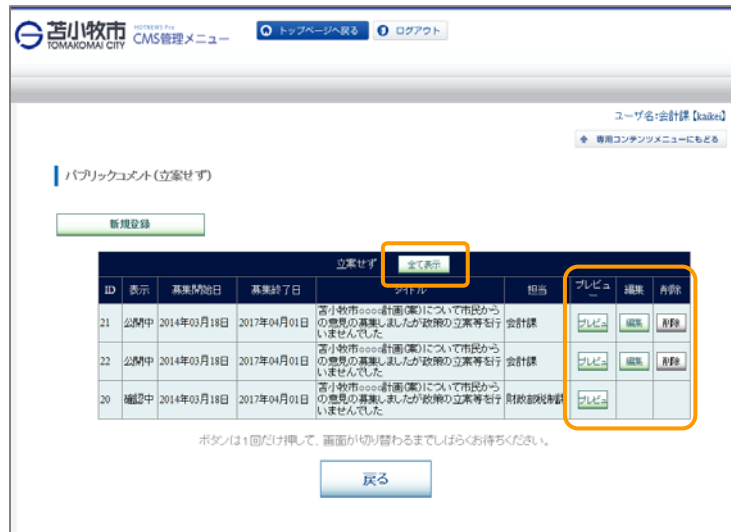 苫小牧市
TOMAKOMAI CITY
HOTNEWS Pro
CMS管理メニュー
トップページへ戻る
ログアウト
ユーザ名:会計課【kaikei】
専用コンテンツメニューにもどる
パブリックコメント(立案せず)
新規登録
立案せず 全て表示
ID 表示 募集開始日 募集終了日 タイトル 担当 プレビュー 編集 削除
21 公開中 2014年03月18日 2017年04月01日 苫小牧市○○○○計画(案)について市民から
の意見の募集しましたが政策の立案等を行
いませんでした 会計課 プレビュ 編集 削除
22 公開中 2014年03月18日 2017年04月01日 苫小牧市○○○○計画(案)について市民から
の意見の募集しましたが政策の立案等を行
いませんでした 会計課 プレビュ 編集 削除
20 確認中 2014年03月18日 2017年04月01日 苫小牧市○○○○計画(案)について市民から
の意見の募集しましたが政策の立案等を行
いませんでした 財政部税制課 プレビュ
ボタンは1回だけ押して、画面が切り替わるまでしばらくお待ちください。
戻る